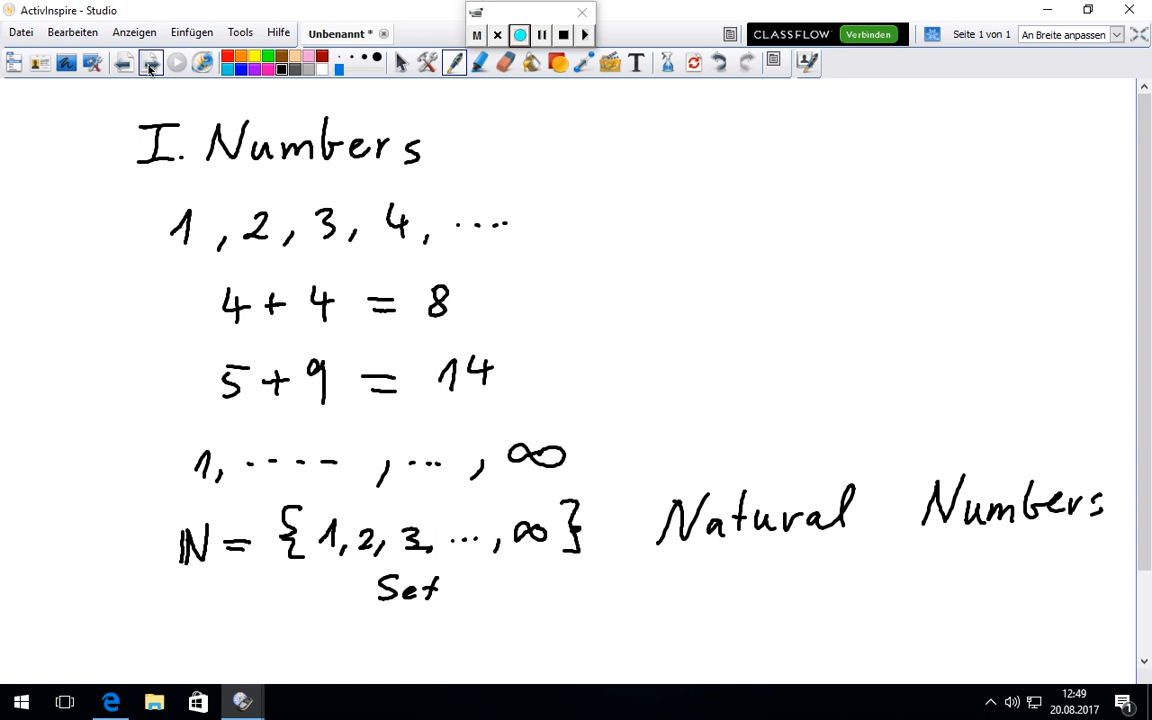 ActivInspire - Studio
Datei Bearbeiten Anzeigen Einfügen Tools Hilfe Unbenannt * M CLASSFLOW Verbinden Seite 1 von 1 An Breite anpassen
T
I. Numbers
1, 2, 3, 4, ....
4 + 4 = 8
5 + 9 = 14
1, ...., ..., ∞
ℕ = {1, 2, 3, ..., ∞} Natural Numbers
Set
12:49
20.08.2017
1